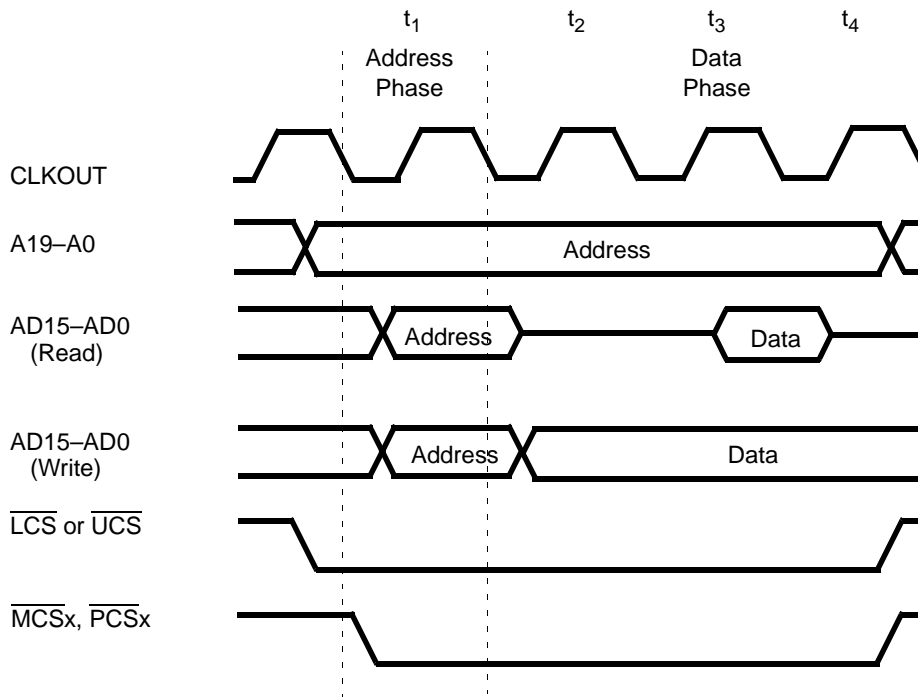 t1 t2 t3 t4
Address
Phase
Data
Phase
CLKOUT
A19–A0
Address
AD15–AD0
(Read)
Address
Data
AD15–AD0
(Write)
Address
Data
LCS or UCS
MCSx, PCSx